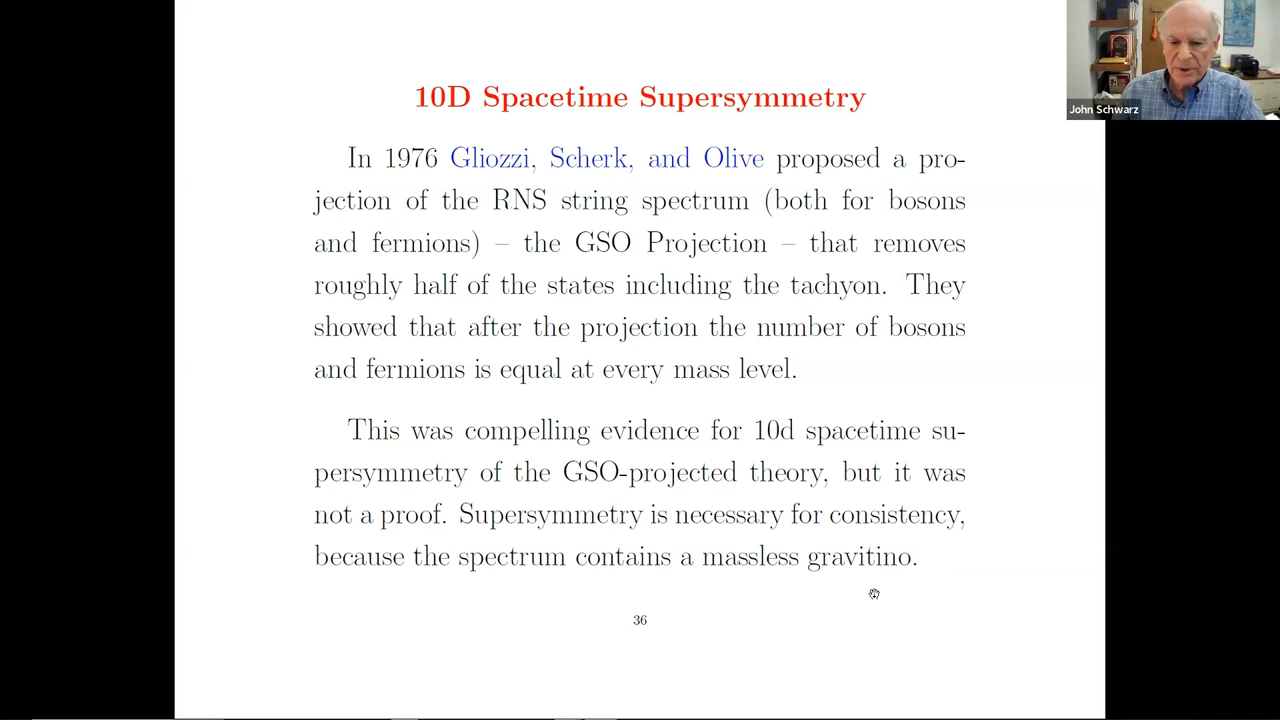 10D Spacetime Supersymmetry
John Schwarz
In 1976 Gliozzi, Scherk, and Olive proposed a pro-
jection of the RNS string spectrum (both for bosons
and fermions) – the GSO Projection – that removes
roughly half of the states including the tachyon. They
showed that after the projection the number of bosons
and fermions is equal at every mass level.
This was compelling evidence for 10d spacetime su-
persymmetry of the GSO-projected theory, but it was
not a proof. Supersymmetry is necessary for consistency,
because the spectrum contains a massless gravitino.
36